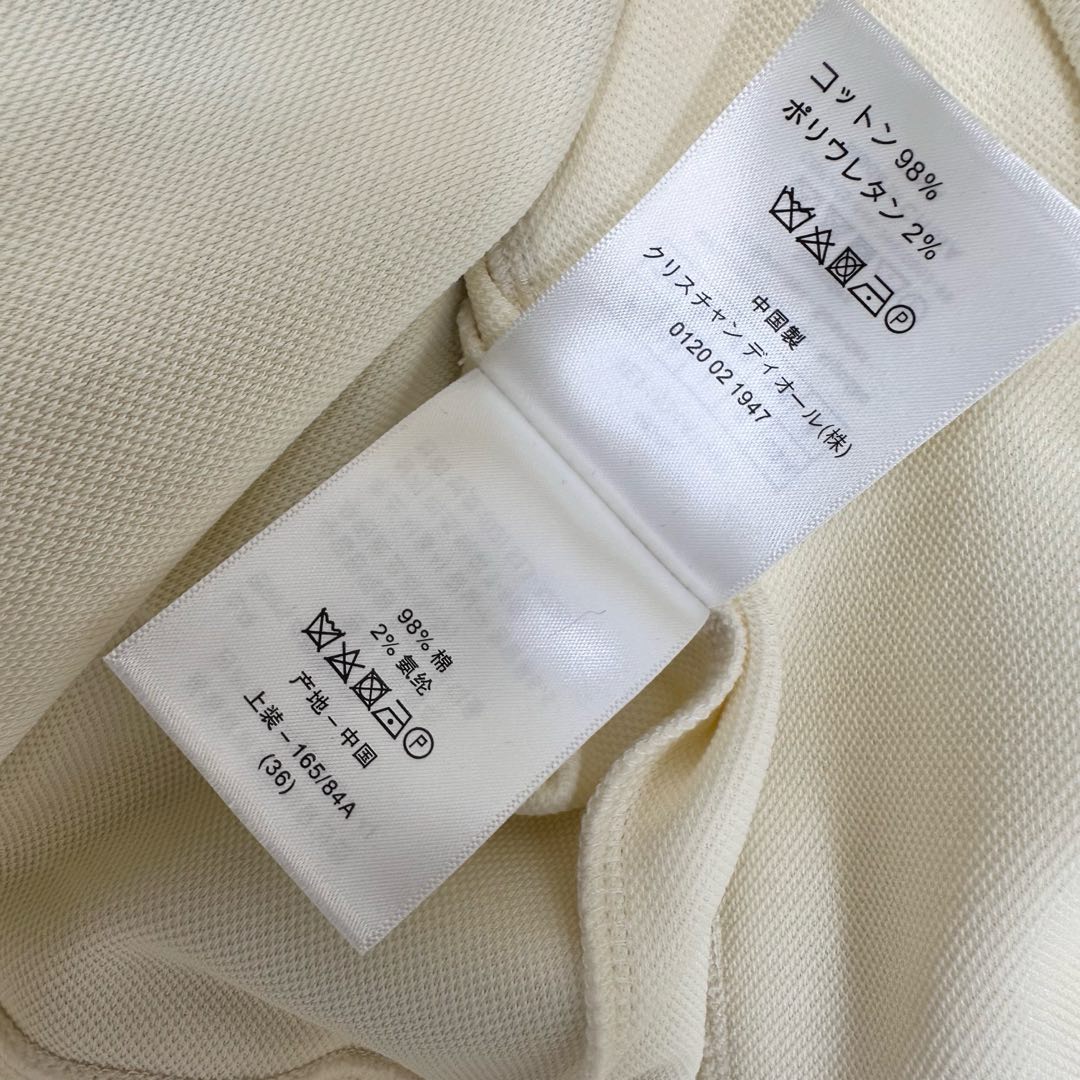 コットン 98%
ポリウレタン 2%
P
中国製
クリスチャン ディオール(株)
0120 02 1947
98% 棉
2% 氨纶
P
产地 – 中国
上装 – 165/84A
(36)